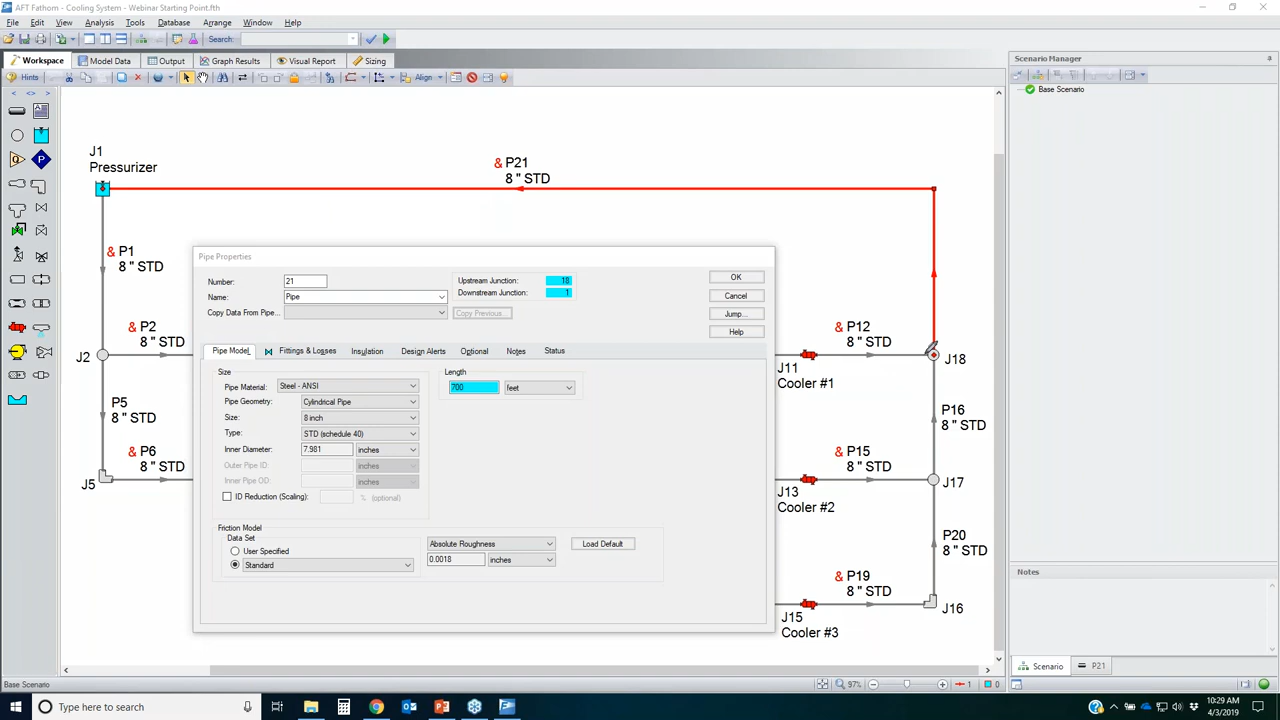 AFT Fathom - Cooling System - Webinar Starting Point.fth
File Edit View Analysis Tools Database Arrange Window Help
Search:
Workspace Model Data Output Graph Results Visual Report Sizing
Hints Align
Scenario Manager
Base Scenario
J1
Pressurizer
& P21
8 " STD
& P1
8 " STD
& P2
8 " STD
J2
P5
8 " STD
& P6
8 " STD
J5
Pipe Properties
Number: 21
Name: Pipe
Copy Data From Pipe... Copy Previous...
Upstream Junction: 18
Downstream Junction: 1
OK
Cancel
Jump...
Help
Pipe Model Fittings & Losses Insulation Design Alerts Optional Notes Status
Size
Pipe Material: Steel - ANSI
Pipe Geometry: Cylindrical Pipe
Size: 8 inch
Type: STD (schedule 40)
Inner Diameter: 7.981 inches
Outer Pipe ID: inches
Inner Pipe OD: inches
ID Reduction (Scaling): % (optional)
Length
700 feet
Friction Model
Data Set
User Specified
Standard
Absolute Roughness
0.0018 inches
Load Default
& P12
8 " STD
J11
Cooler #1
J18
P16
8 " STD
& P15
8 " STD
J13
Cooler #2
J17
P20
8 " STD
& P19
8 " STD
J15
Cooler #3
J16
Notes
Scenario P21
Base Scenario
97%
1
0
Type here to search
10:29 AM
4/3/2019